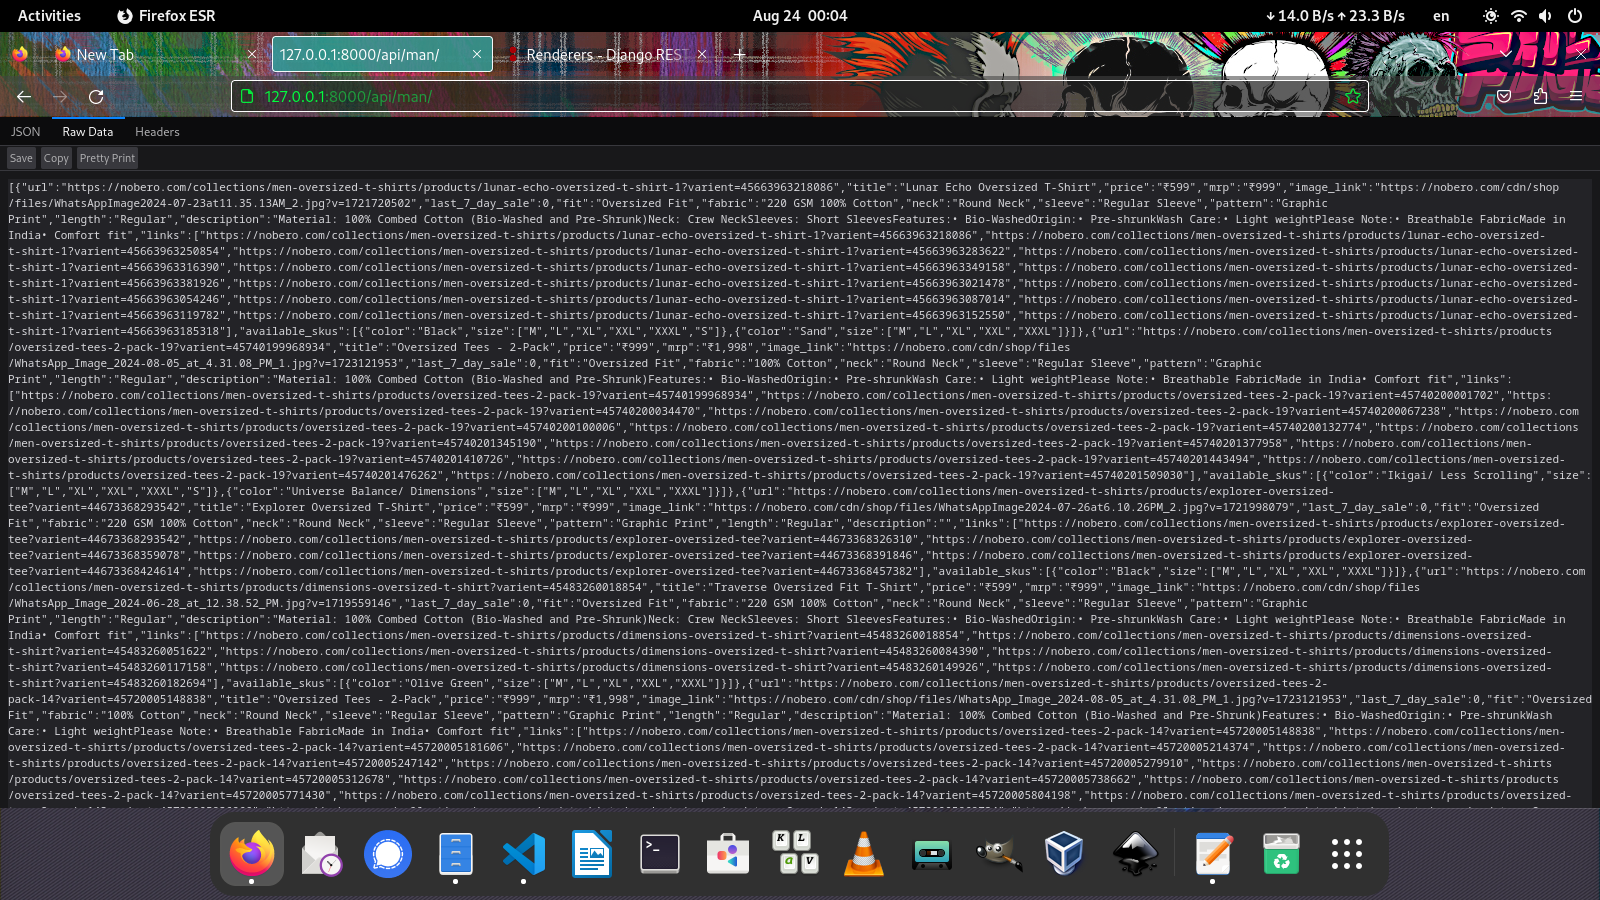 Activities Firefox ESR Aug 24 00:04 ↓ 14.0 B/s ↑ 23.3 B/s en
New Tab 127.0.0.1:8000/api/man/ Renderers - Django REST
127.0.0.1:8000/api/man/
JSON Raw Data Headers
Save Copy Pretty Print
[{"url":"https://nobero.com/collections/men-oversized-t-shirts/products/lunar-echo-oversized-t-shirt-1?varient=45663963218086","title":"Lunar Echo Oversized T-Shirt","price":"₹599","mrp":"₹999","image_link":"https://nobero.com/cdn/shop
/files/WhatsAppImage2024-07-23at11.35.13AM_2.jpg?v=1721720502","last_7_day_sale":0,"fit":"Oversized Fit","fabric":"220 GSM 100% Cotton","neck":"Round Neck","sleeve":"Regular Sleeve","pattern":"Graphic
Print","length":"Regular","description":"Material: 100% Combed Cotton (Bio-Washed and Pre-Shrunk)Neck: Crew NeckSleeves: Short SleevesFeatures:• Bio-WashedOrigin:• Pre-shrunkWash Care:• Light weightPlease Note:• Breathable FabricMade in
India• Comfort fit","links":["https://nobero.com/collections/men-oversized-t-shirts/products/lunar-echo-oversized-t-shirt-1?varient=45663963218086","https://nobero.com/collections/men-oversized-t-shirts/products/lunar-echo-oversized-
t-shirt-1?varient=45663963250854","https://nobero.com/collections/men-oversized-t-shirts/products/lunar-echo-oversized-t-shirt-1?varient=45663963283622","https://nobero.com/collections/men-oversized-t-shirts/products/lunar-echo-oversized-
t-shirt-1?varient=45663963316390","https://nobero.com/collections/men-oversized-t-shirts/products/lunar-echo-oversized-t-shirt-1?varient=45663963349158","https://nobero.com/collections/men-oversized-t-shirts/products/lunar-echo-oversized-
t-shirt-1?varient=45663963381926","https://nobero.com/collections/men-oversized-t-shirts/products/lunar-echo-oversized-t-shirt-1?varient=45663963021478","https://nobero.com/collections/men-oversized-t-shirts/products/lunar-echo-oversized-
t-shirt-1?varient=45663963054246","https://nobero.com/collections/men-oversized-t-shirts/products/lunar-echo-oversized-t-shirt-1?varient=45663963087014","https://nobero.com/collections/men-oversized-t-shirts/products/lunar-echo-oversized-
t-shirt-1?varient=45663963119782","https://nobero.com/collections/men-oversized-t-shirts/products/lunar-echo-oversized-t-shirt-1?varient=45663963152550","https://nobero.com/collections/men-oversized-t-shirts/products/lunar-echo-oversized-
t-shirt-1?varient=45663963185318"],"available_skus":[{"color":"Black","size":["M","L","XL","XXL","XXXL","S"]},{"color":"Sand","size":["M","L","XL","XXL","XXXL"]}]},{"url":"https://nobero.com/collections/men-oversized-t-shirts/products
/oversized-tees-2-pack-19?varient=45740199968934","title":"Oversized Tees - 2-Pack","price":"₹999","mrp":"₹1,998","image_link":"https://nobero.com/cdn/shop/files
/WhatsApp_Image_2024-08-05_at_4.31.08_PM_1.jpg?v=1723121953","last_7_day_sale":0,"fit":"Oversized Fit","fabric":"100% Cotton","neck":"Round Neck","sleeve":"Regular Sleeve","pattern":"Graphic
Print","length":"Regular","description":"Material: 100% Combed Cotton (Bio-Washed and Pre-Shrunk)Features:• Bio-WashedOrigin:• Pre-shrunkWash Care:• Light weightPlease Note:• Breathable FabricMade in India• Comfort fit","links":
["https://nobero.com/collections/men-oversized-t-shirts/products/oversized-tees-2-pack-19?varient=45740199968934","https://nobero.com/collections/men-oversized-t-shirts/products/oversized-tees-2-pack-19?varient=45740200001702","https:
//nobero.com/collections/men-oversized-t-shirts/products/oversized-tees-2-pack-19?varient=45740200034470","https://nobero.com/collections/men-oversized-t-shirts/products/oversized-tees-2-pack-19?varient=45740200067238","https://nobero.com
/collections/men-oversized-t-shirts/products/oversized-tees-2-pack-19?varient=45740200100006","https://nobero.com/collections/men-oversized-t-shirts/products/oversized-tees-2-pack-19?varient=45740200132774","https://nobero.com/collections
/men-oversized-t-shirts/products/oversized-tees-2-pack-19?varient=45740201345190","https://nobero.com/collections/men-oversized-t-shirts/products/oversized-tees-2-pack-19?varient=45740201377958","https://nobero.com/collections/men-
oversized-t-shirts/products/oversized-tees-2-pack-19?varient=45740201410726","https://nobero.com/collections/men-oversized-t-shirts/products/oversized-tees-2-pack-19?varient=45740201443494","https://nobero.com/collections/men-oversized-
t-shirts/products/oversized-tees-2-pack-19?varient=45740201476262","https://nobero.com/collections/men-oversized-t-shirts/products/oversized-tees-2-pack-19?varient=45740201509030"],"available_skus":[{"color":"Ikigai/ Less Scrolling","size":
["M","L","XL","XXL","XXXL","S"]},{"color":"Universe Balance/ Dimensions","size":["M","L","XL","XXL","XXXL"]}]},{"url":"https://nobero.com/collections/men-oversized-t-shirts/products/explorer-oversized-
tee?varient=44673368293542","title":"Explorer Oversized T-Shirt","price":"₹599","mrp":"₹999","image_link":"https://nobero.com/cdn/shop/files/WhatsAppImage2024-07-26at6.10.26PM_2.jpg?v=1721998079","last_7_day_sale":0,"fit":"Oversized
Fit","fabric":"220 GSM 100% Cotton","neck":"Round Neck","sleeve":"Regular Sleeve","pattern":"Graphic Print","length":"Regular","description":"","links":["https://nobero.com/collections/men-oversized-t-shirts/products/explorer-oversized-
tee?varient=44673368293542","https://nobero.com/collections/men-oversized-t-shirts/products/explorer-oversized-tee?varient=44673368326310","https://nobero.com/collections/men-oversized-t-shirts/products/explorer-oversized-
tee?varient=44673368359078","https://nobero.com/collections/men-oversized-t-shirts/products/explorer-oversized-tee?varient=44673368391846","https://nobero.com/collections/men-oversized-t-shirts/products/explorer-oversized-
tee?varient=44673368424614","https://nobero.com/collections/men-oversized-t-shirts/products/explorer-oversized-tee?varient=44673368457382"],"available_skus":[{"color":"Black","size":["M","L","XL","XXL","XXXL"]}]},{"url":"https://nobero.com
/collections/men-oversized-t-shirts/products/dimensions-oversized-t-shirt?varient=45483260018854","title":"Traverse Oversized Fit T-Shirt","price":"₹599","mrp":"₹999","image_link":"https://nobero.com/cdn/shop/files
/WhatsApp_Image_2024-06-28_at_12.38.52_PM.jpg?v=1719559146","last_7_day_sale":0,"fit":"Oversized Fit","fabric":"220 GSM 100% Cotton","neck":"Round Neck","sleeve":"Regular Sleeve","pattern":"Graphic
Print","length":"Regular","description":"Material: 100% Combed Cotton (Bio-Washed and Pre-Shrunk)Neck: Crew NeckSleeves: Short SleevesFeatures:• Bio-WashedOrigin:• Pre-shrunkWash Care:• Light weightPlease Note:• Breathable FabricMade in
India• Comfort fit","links":["https://nobero.com/collections/men-oversized-t-shirts/products/dimensions-oversized-t-shirt?varient=45483260018854","https://nobero.com/collections/men-oversized-t-shirts/products/dimensions-oversized-
t-shirt?varient=45483260051622","https://nobero.com/collections/men-oversized-t-shirts/products/dimensions-oversized-t-shirt?varient=45483260084390","https://nobero.com/collections/men-oversized-t-shirts/products/dimensions-oversized-
t-shirt?varient=45483260117158","https://nobero.com/collections/men-oversized-t-shirts/products/dimensions-oversized-t-shirt?varient=45483260149926","https://nobero.com/collections/men-oversized-t-shirts/products/dimensions-oversized-
t-shirt?varient=45483260182694"],"available_skus":[{"color":"Olive Green","size":["M","L","XL","XXL","XXXL"]}]},{"url":"https://nobero.com/collections/men-oversized-t-shirts/products/oversized-tees-2-
pack-14?varient=45720005148838","title":"Oversized Tees - 2-Pack","price":"₹999","mrp":"₹1,998","image_link":"https://nobero.com/cdn/shop/files/WhatsApp_Image_2024-08-05_at_4.31.08_PM_1.jpg?v=1723121953","last_7_day_sale":0,"fit":"Oversized
Fit","fabric":"100% Cotton","neck":"Round Neck","sleeve":"Regular Sleeve","pattern":"Graphic Print","length":"Regular","description":"Material: 100% Combed Cotton (Bio-Washed and Pre-Shrunk)Features:• Bio-WashedOrigin:• Pre-shrunkWash
Care:• Light weightPlease Note:• Breathable FabricMade in India• Comfort fit","links":["https://nobero.com/collections/men-oversized-t-shirts/products/oversized-tees-2-pack-14?varient=45720005148838","https://nobero.com/collections/men-
oversized-t-shirts/products/oversized-tees-2-pack-14?varient=45720005181606","https://nobero.com/collections/men-oversized-t-shirts/products/oversized-tees-2-pack-14?varient=45720005214374","https://nobero.com/collections/men-oversized-
t-shirts/products/oversized-tees-2-pack-14?varient=45720005247142","https://nobero.com/collections/men-oversized-t-shirts/products/oversized-tees-2-pack-14?varient=45720005279910","https://nobero.com/collections/men-oversized-t-shirts
/products/oversized-tees-2-pack-14?varient=45720005312678","https://nobero.com/collections/men-oversized-t-shirts/products/oversized-tees-2-pack-14?varient=45720005738662","https://nobero.com/collections/men-oversized-t-shirts/products
/oversized-tees-2-pack-14?varient=45720005771430","https://nobero.com/collections/men-oversized-t-shirts/products/oversized-tees-2-pack-14?varient=45720005804198","https://nobero.com/collections/men-oversized-t-shirts/products/oversized-
K L
a V